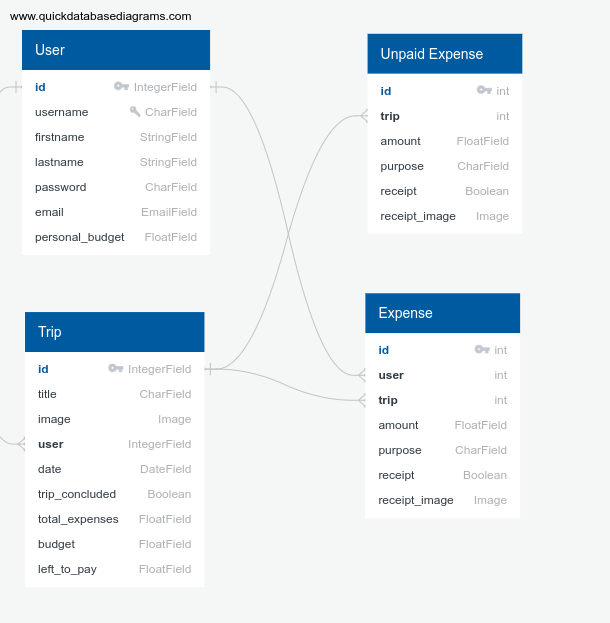 www.quickdatabasediagrams.com
User
id IntegerField
username CharField
firstname StringField
lastname StringField
password CharField
email EmailField
personal_budget FloatField
Unpaid Expense
id int
trip int
amount FloatField
purpose CharField
receipt Boolean
receipt_image Image
Trip
id IntegerField
title CharField
image Image
user IntegerField
date DateField
trip_concluded Boolean
total_expenses FloatField
budget FloatField
left_to_pay FloatField
Expense
id int
user int
trip int
amount FloatField
purpose CharField
receipt Boolean
receipt_image Image